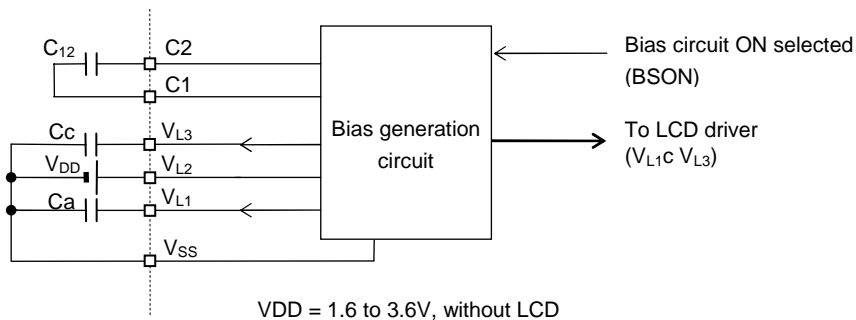 C12
C2
C1
Cc
VL3
VDD
VL2
Ca
VL1
VSS
Bias generation
circuit
Bias circuit ON selected
(BSON)
To LCD driver
(VL1c VL3)
VDD = 1.6 to 3.6V, without LCD